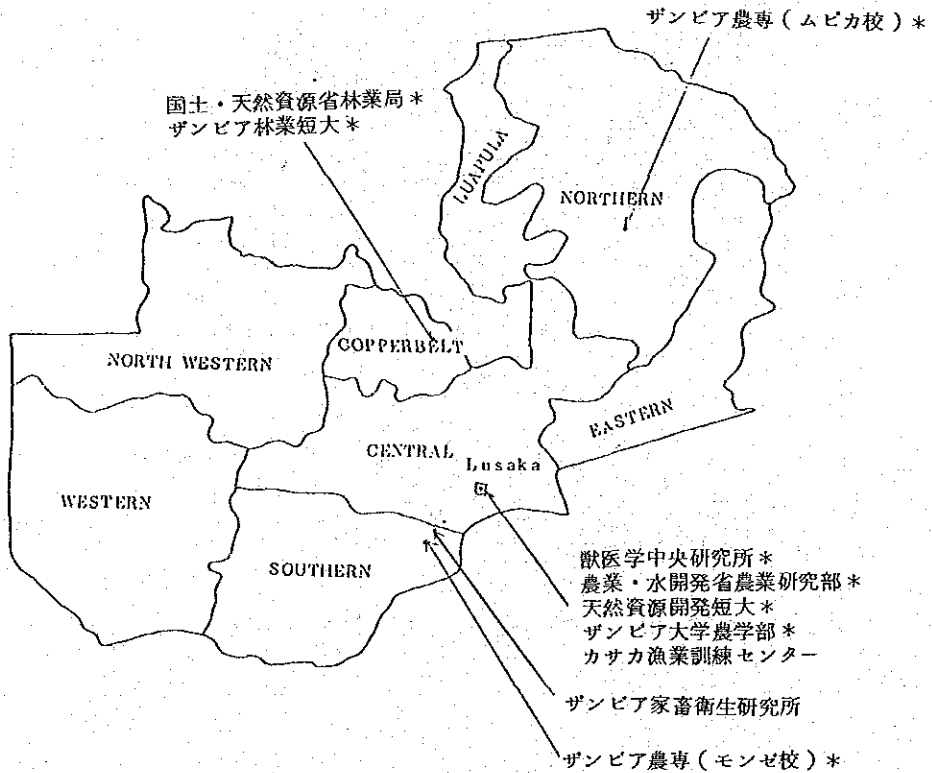 ザンビア農専(ムピカ校)*
国土・天然資源省林業局*
ザンビア林業短大*
LUAPULA
NORTHERN
COPPERBELT
NORTH WESTERN
EASTERN
CENTRAL
Lusaka
WESTERN
SOUTHERN
獣医学中央研究所*
農業・水開発省農業研究部*
天然資源開発短大*
ザンビア大学農学部*
カサカ漁業訓練センター
ザンビア家畜衛生研究所
ザンビア農専(モンゼ校)*